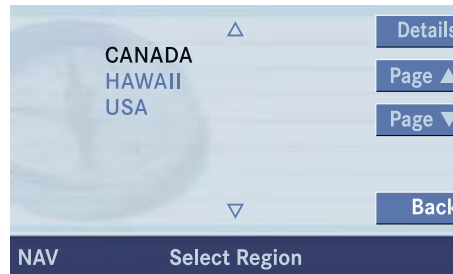 CANADA
HAWAII
USA
Details
Page
Page
Back
NAV
Select Region